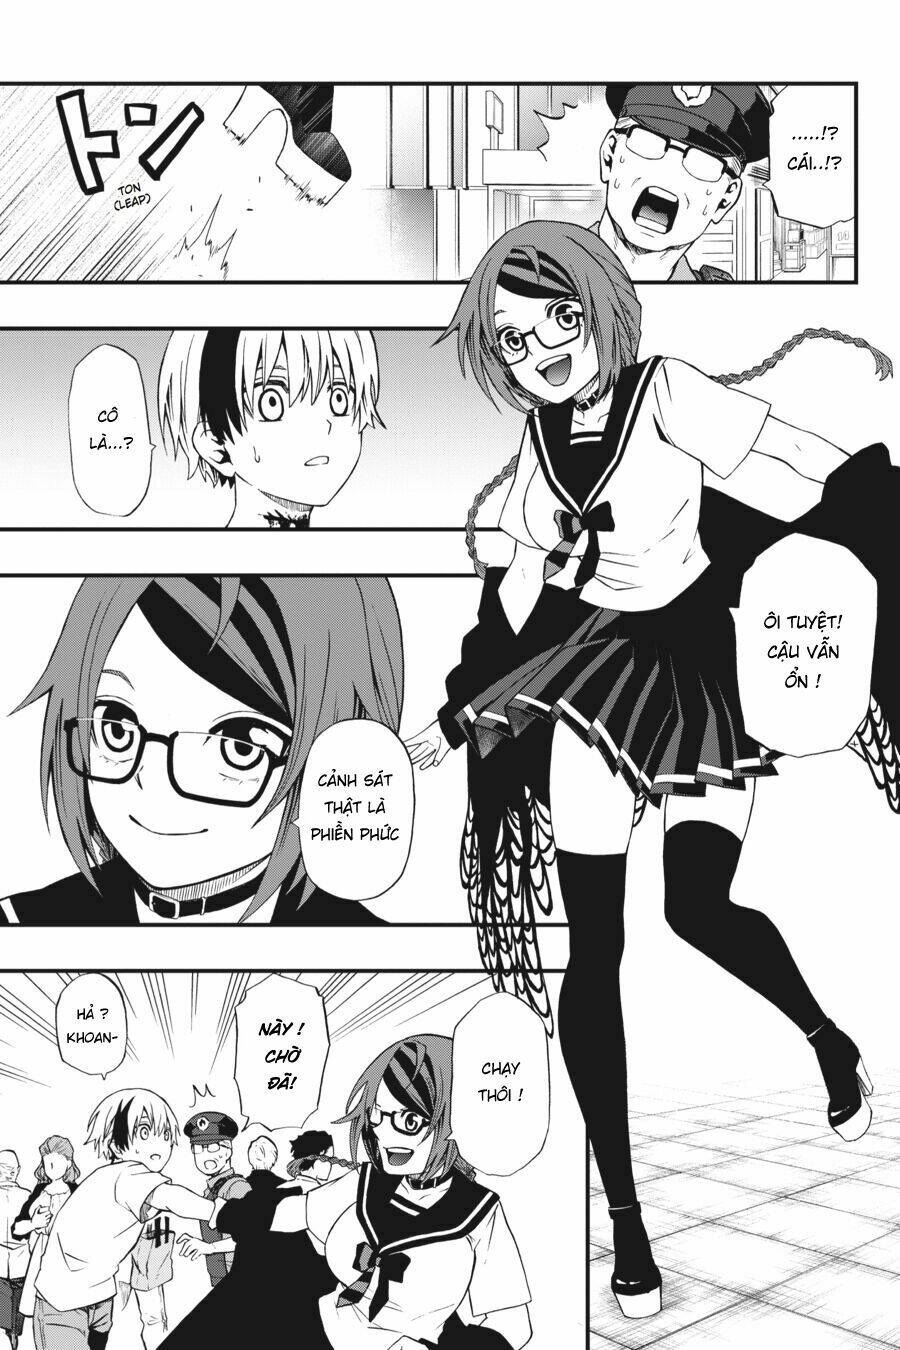 .....!?
CÁI..!?
トン
TON
(LEAP)
ÔI TUYỆT!
CẬU VẪN
ỔN !
CÔ
LÀ...?
CẢNH SÁT
THẬT LÀ
PHIỀN PHỨC
CHẠY
THÔI !
NÀY !
CHỜ
ĐÃ!
HẢ ?
KHOAN-
14